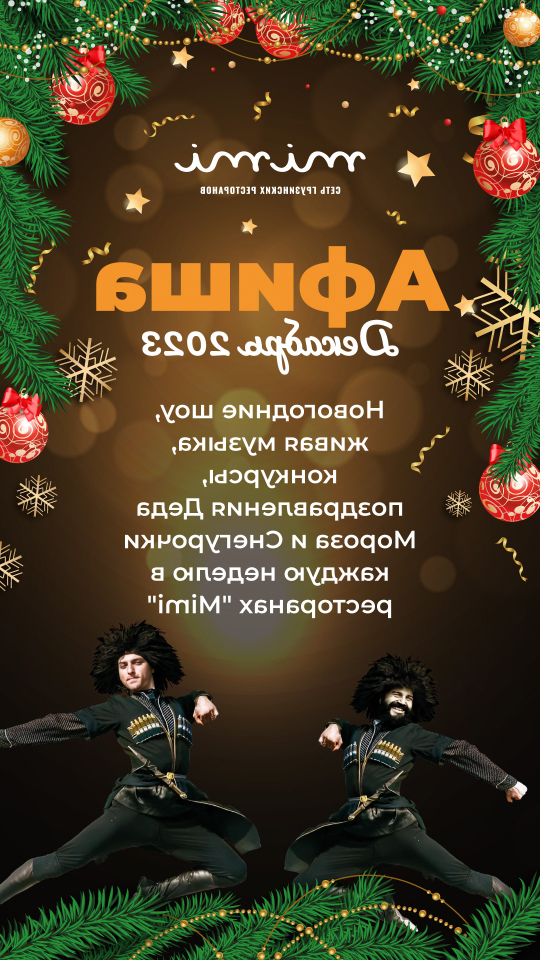 mimi
СЕТЬ ГРУЗИНСКИХ РЕСТОРАНОВ
Афиша
Декабрь 2023
Новогодние шоу,
живая музыка,
конкурсы,
поздравления Деда
Мороза и Снегурочки
каждую неделю в
ресторанах "Mimi"